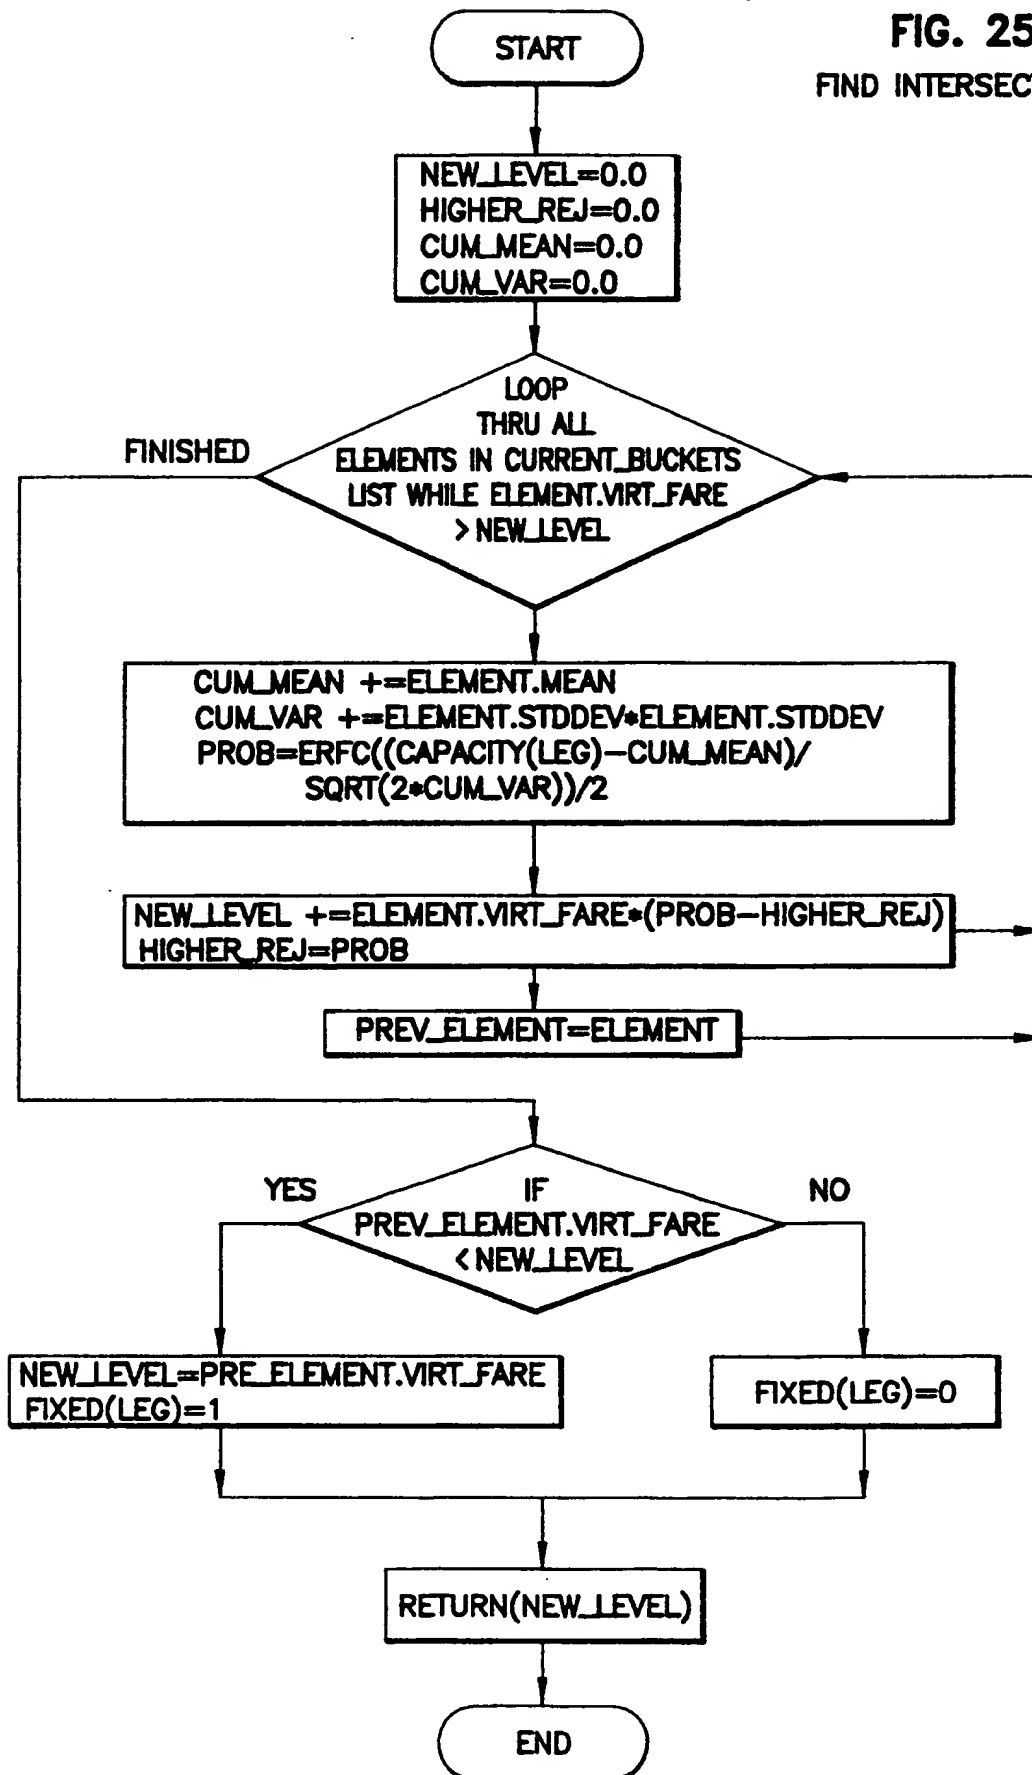 START
FIG. 25
FIND INTERSEC
NEW_LEVEL=0.0
HIGHER_REJ=0.0
CUM_MEAN=0.0
CUM_VAR=0.0
LOOP
THRU ALL
ELEMENTS IN CURRENT_BUCKETS
LIST WHILE ELEMENT.VIRT_FARE
> NEW_LEVEL
FINISHED
CUM_MEAN +=ELEMENT.MEAN
CUM_VAR +=ELEMENT.STDDEV*ELEMENT.STDDEV
PROB=ERFC((CAPACITY(LEG)-CUM_MEAN)/
SQRT(2*CUM_VAR))/2
NEW_LEVEL +=ELEMENT.VIRT_FARE*(PROB-HIGHER_REJ)
HIGHER_REJ=PROB
PREV_ELEMENT=ELEMENT
YES
IF
PREV_ELEMENT.VIRT_FARE
< NEW_LEVEL
NO
NEW_LEVEL=PRE_ELEMENT.VIRT_FARE
FIXED(LEG)=1
FIXED(LEG)=0
RETURN(NEW_LEVEL)
END